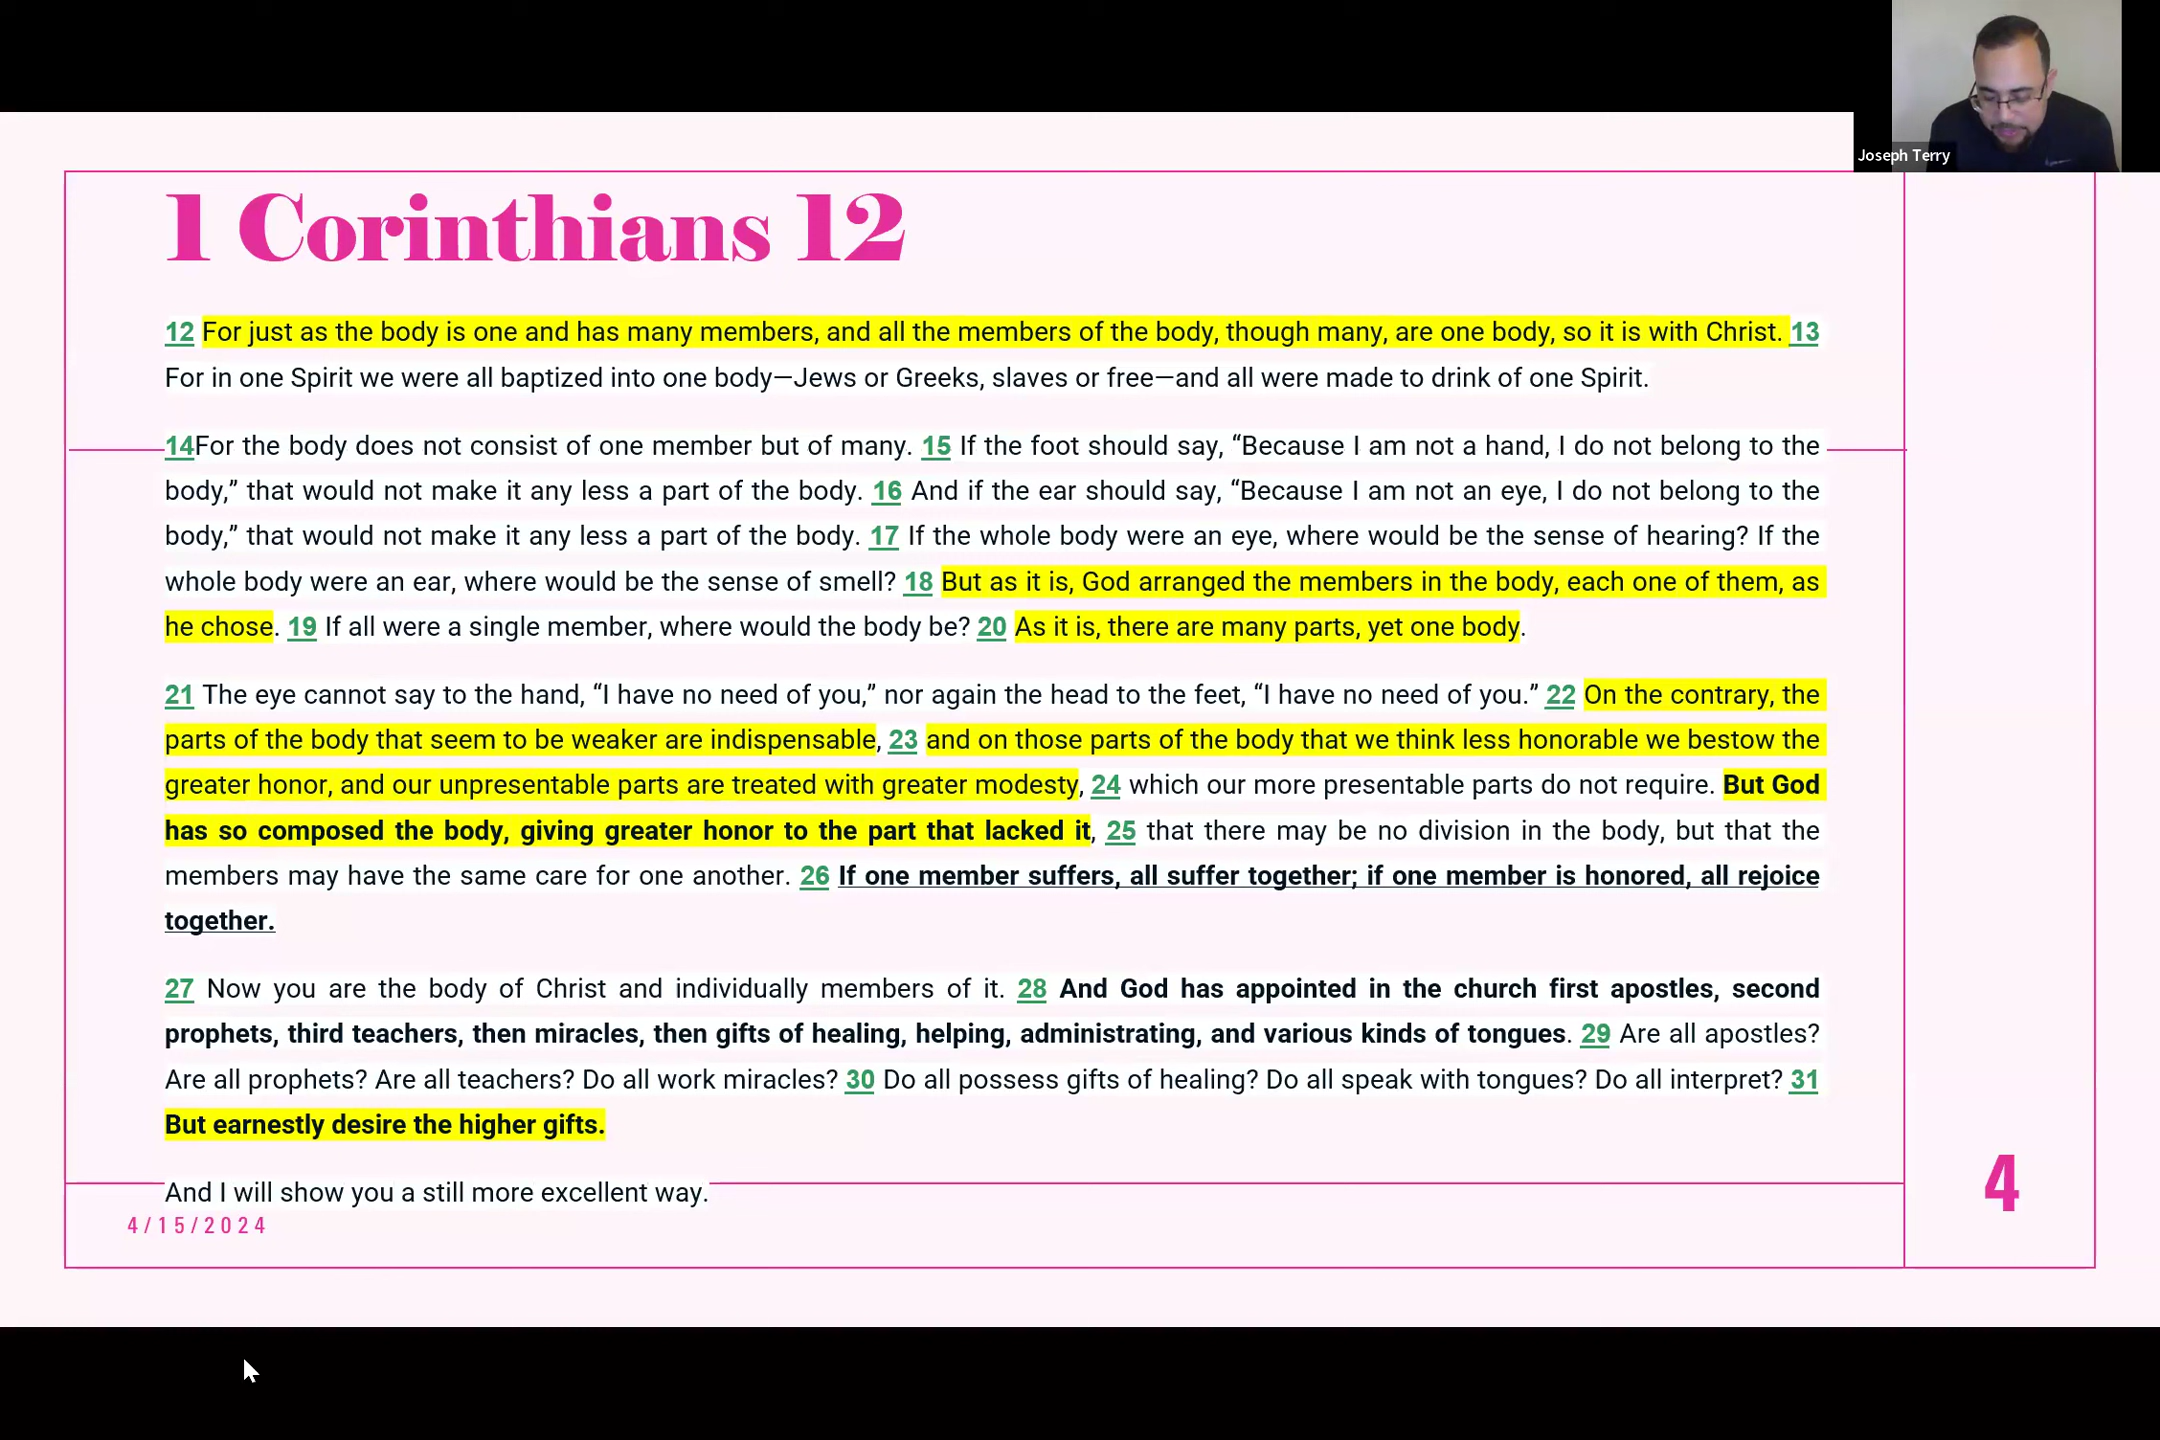 Joseph Terry
1 Corinthians 12
12 For just as the body is one and has many members, and all the members of the body, though many, are one body, so it is with Christ. 13
For in one Spirit we were all baptized into one body—Jews or Greeks, slaves or free—and all were made to drink of one Spirit.
14For the body does not consist of one member but of many. 15 If the foot should say, “Because I am not a hand, I do not belong to the
body,” that would not make it any less a part of the body. 16 And if the ear should say, “Because I am not an eye, I do not belong to the
body,” that would not make it any less a part of the body. 17 If the whole body were an eye, where would be the sense of hearing? If the
whole body were an ear, where would be the sense of smell? 18 But as it is, God arranged the members in the body, each one of them, as
he chose. 19 If all were a single member, where would the body be? 20 As it is, there are many parts, yet one body.
21 The eye cannot say to the hand, “I have no need of you,” nor again the head to the feet, “I have no need of you.” 22 On the contrary, the
parts of the body that seem to be weaker are indispensable, 23 and on those parts of the body that we think less honorable we bestow the
greater honor, and our unpresentable parts are treated with greater modesty, 24 which our more presentable parts do not require. But God
has so composed the body, giving greater honor to the part that lacked it, 25 that there may be no division in the body, but that the
members may have the same care for one another. 26 If one member suffers, all suffer together; if one member is honored, all rejoice
together.
27 Now you are the body of Christ and individually members of it. 28 And God has appointed in the church first apostles, second
prophets, third teachers, then miracles, then gifts of healing, helping, administrating, and various kinds of tongues. 29 Are all apostles?
Are all prophets? Are all teachers? Do all work miracles? 30 Do all possess gifts of healing? Do all speak with tongues? Do all interpret? 31
But earnestly desire the higher gifts.
And I will show you a still more excellent way.
4/15/2024
4